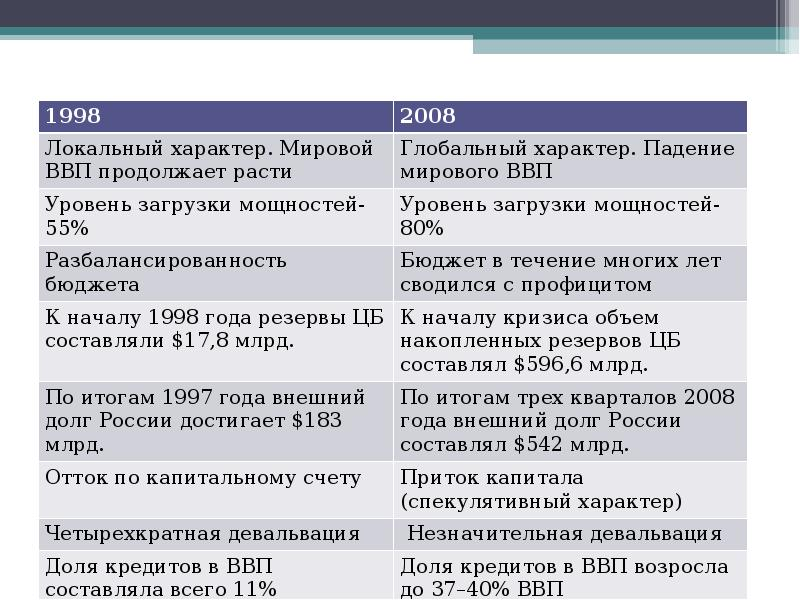 1998
2008
Локальный характер. Мировой
ВВП продолжает расти
Глобальный характер. Падение
мирового ВВП
Уровень загрузки мощностей-
55%
Уровень загрузки мощностей-
80%
Разбалансированность
бюджета
Бюджет в течение многих лет
сводился с профицитом
К началу 1998 года резервы ЦБ
составляли $17,8 млрд.
К началу кризиса объем
накопленных резервов ЦБ
составлял $596,6 млрд.
По итогам 1997 года внешний
долг России достигает $183
млрд.
По итогам трех кварталов 2008
года внешний долг России
составлял $542 млрд.
Отток по капитальному счету
Приток капитала
(спекулятивный характер)
Четырехкратная девальвация
Незначительная девальвация
Доля кредитов в ВВП
составляла всего 11%
Доля кредитов в ВВП возросла
до 37–40% ВВП